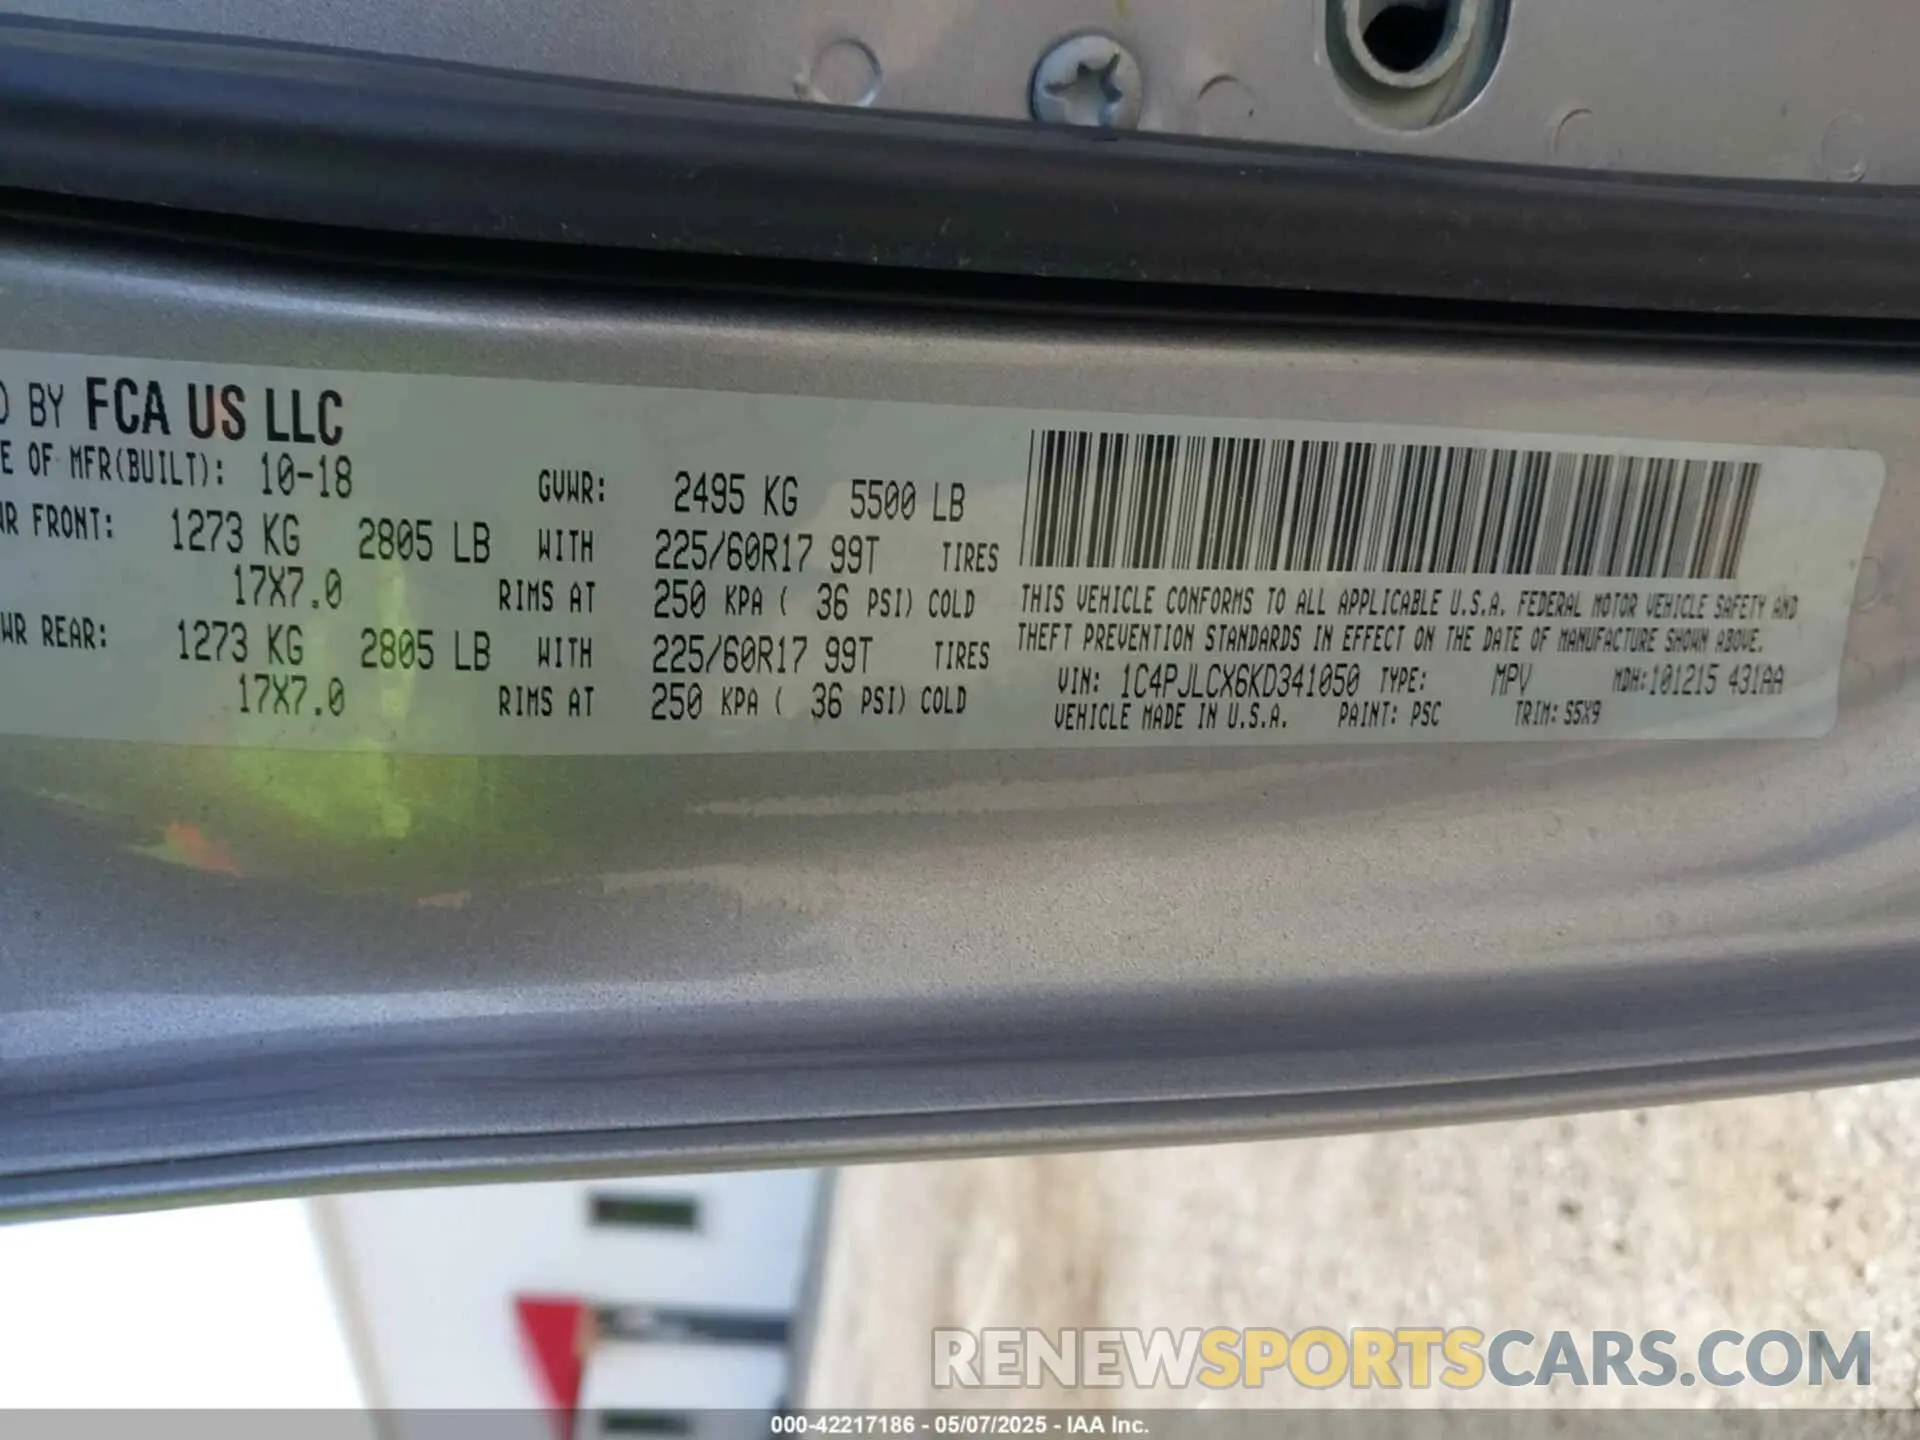 BY FCA US LLC
E OF MFR(BUILT): 10-18
GVWR: 2495 KG 5500 LB
WR FRONT: 1273 KG 2805 LB WITH 225/60R17 99T TIRES
17X7.0 RIMS AT 250 KPA ( 36 PSI) COLD
WR REAR: 1273 KG 2805 LB WITH 225/60R17 99T TIRES
17X7.0 RIMS AT 250 KPA ( 36 PSI) COLD
THIS VEHICLE CONFORMS TO ALL APPLICABLE U.S.A. FEDERAL MOTOR VEHICLE SAFETY AND
THEFT PREVENTION STANDARDS IN EFFECT ON THE DATE OF MANUFACTURE SHOWN ABOVE.
VIN: 1C4PJLCX6KD341050 TYPE: MPV MDH:101215 431AA
VEHICLE MADE IN U.S.A. PAINT: PSC TRIM: S5X9
RENEWSPORTSCARS.COM
000-42217186 - 05/07/2025 - IAA Inc.